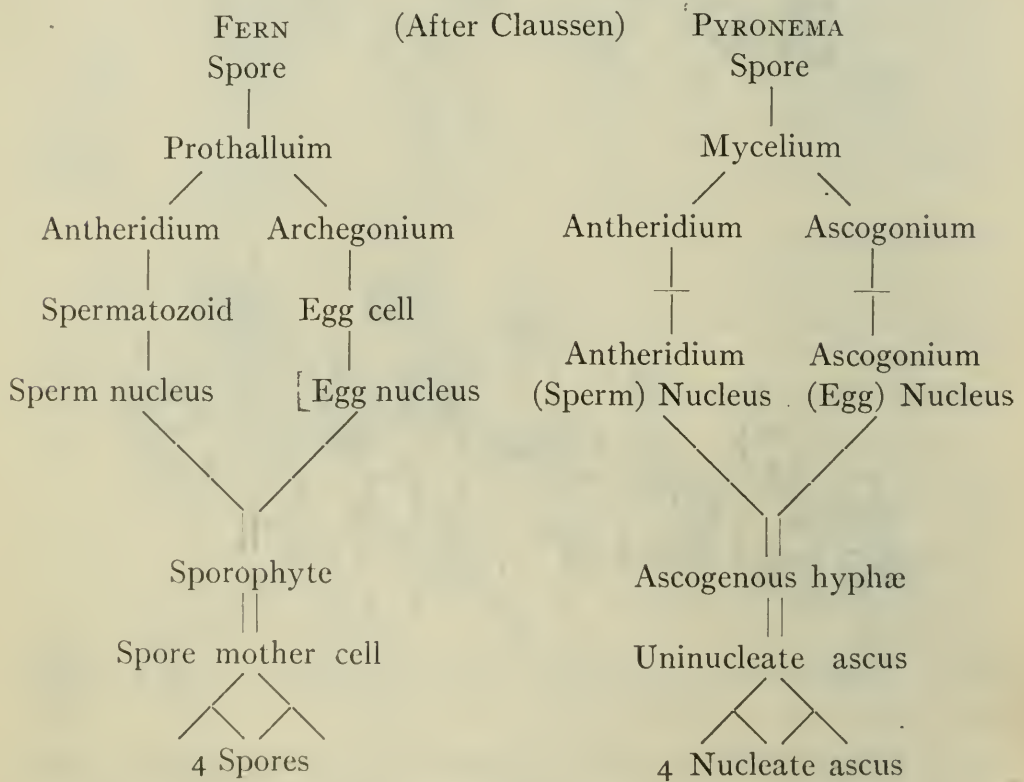 FERN (After Claussen) PYRONEMA
Spore Spore
Prothalluim Mycelium
Antheridium Archegonium Antheridium Ascogonium
Spermatozoid Egg cell
Antheridium Ascogonium
Sperm nucleus [Egg nucleus (Sperm) Nucleus (Egg) Nucleus
Sporophyte Ascogenous hyphæ
Spore mother cell Uninucleate ascus
4 Spores 4 Nucleate ascus